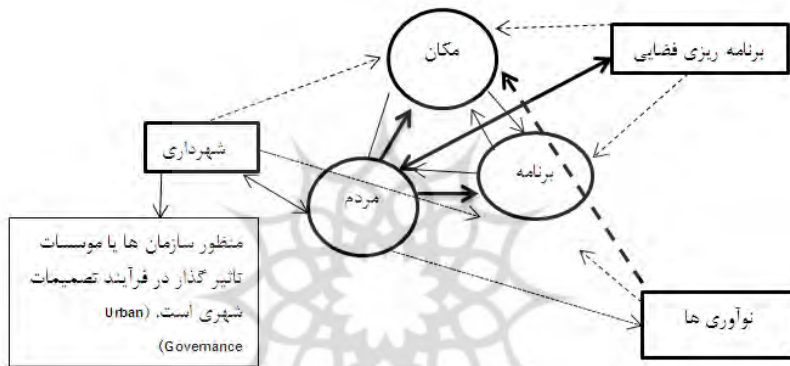 مکان
برنامه ریزی فضایی
شهرداری
برنامه
مردم
منظور سازمان ها یا موسسات
تاثیر گذار در فرآیند تصمیمات
شهری است. (Urban
Governance)
نوآوری ها